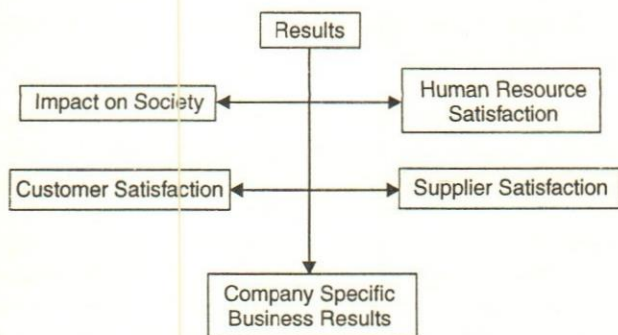 Results
Impact on Society
Human Resource
Satisfaction
Customer Satisfaction
Supplier Satisfaction
Company Specific
Business Results